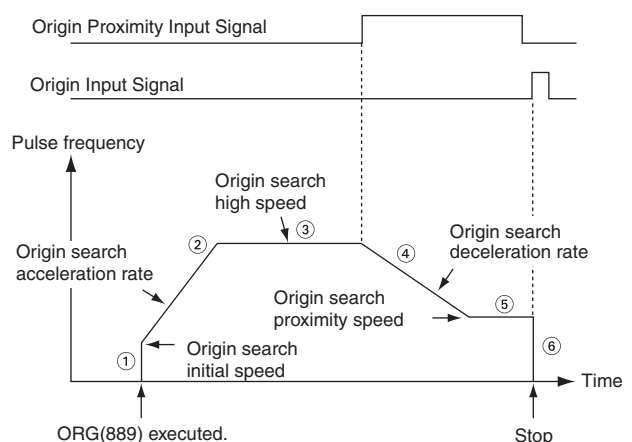 Origin Proximity Input Signal
Origin Input Signal
Pulse frequency
Origin search
high speed
③
②
④
Origin search
acceleration rate
Origin search
deceleration rate
Origin search
proximity speed
⑤
①
Origin search
initial speed
⑥
Time
ORG(889) executed.
Stop